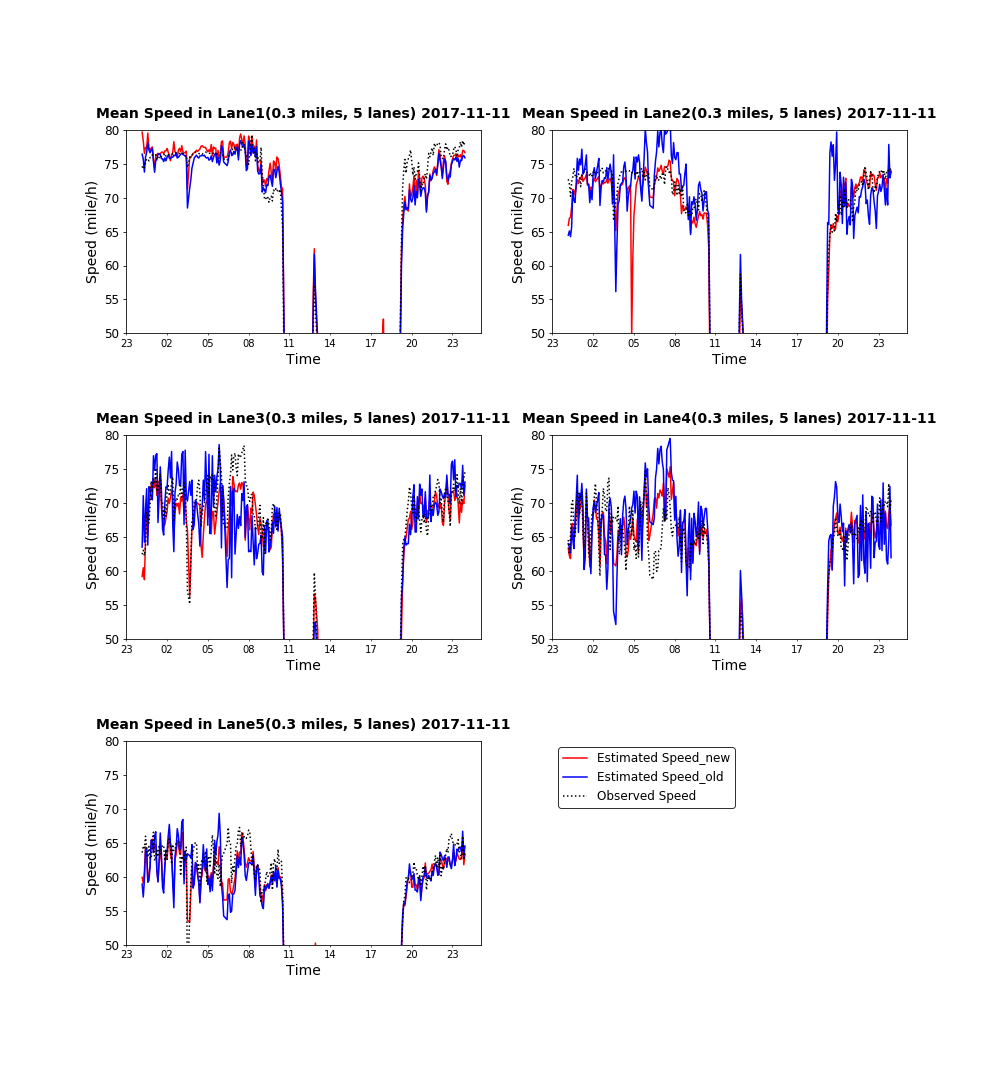 Mean Speed in Lane1(0.3 miles, 5 lanes) 2017-11-11
80
75
70
65
60
55
50
Speed (mile/h)
23 02 05 08 11 14 17 20 23
Time
Mean Speed in Lane2(0.3 miles, 5 lanes) 2017-11-11
80
75
70
65
60
55
50
Speed (mile/h)
23 02 05 08 11 14 17 20 23
Time
Mean Speed in Lane3(0.3 miles, 5 lanes) 2017-11-11
80
75
70
65
60
55
50
Speed (mile/h)
23 02 05 08 11 14 17 20 23
Time
Mean Speed in Lane4(0.3 miles, 5 lanes) 2017-11-11
80
75
70
65
60
55
50
Speed (mile/h)
23 02 05 08 11 14 17 20 23
Time
Mean Speed in Lane5(0.3 miles, 5 lanes) 2017-11-11
80
75
70
65
60
55
50
Speed (mile/h)
23 02 05 08 11 14 17 20 23
Time
Estimated Speed_new
Estimated Speed_old
Observed Speed